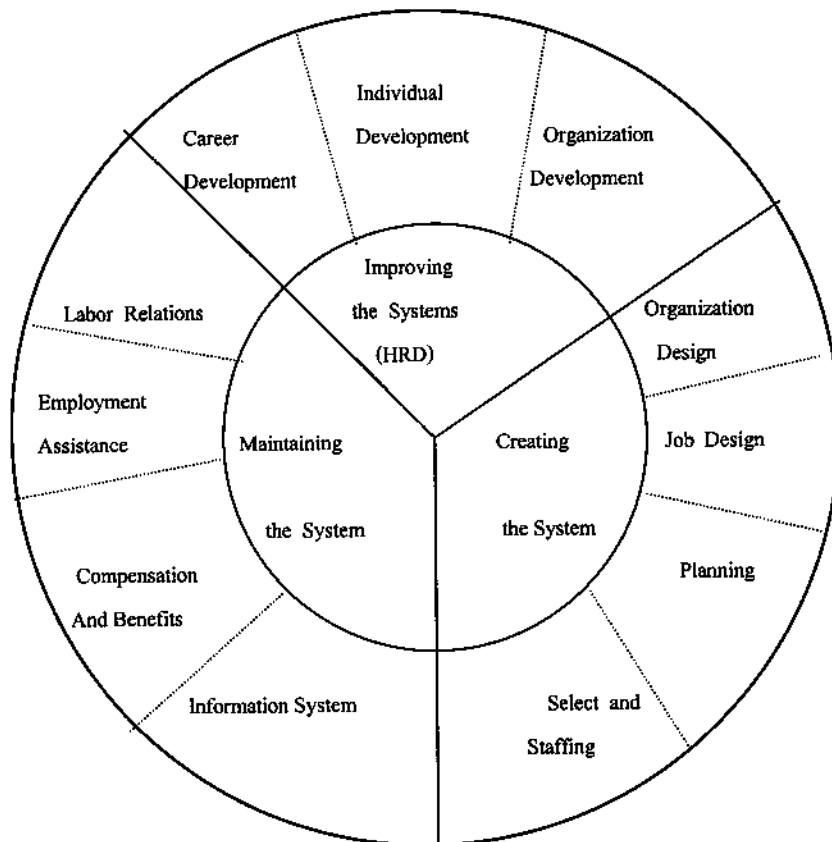 Individual
Development
Career
Development
Organization
Development
Improving
the Systems
(HRD)
Labor Relations
Organization
Design
Employment
Assistance
Maintaining
the System
Creating
the System
Job Design
Compensation
And Benefits
Planning
Information System
Select and
Staffing